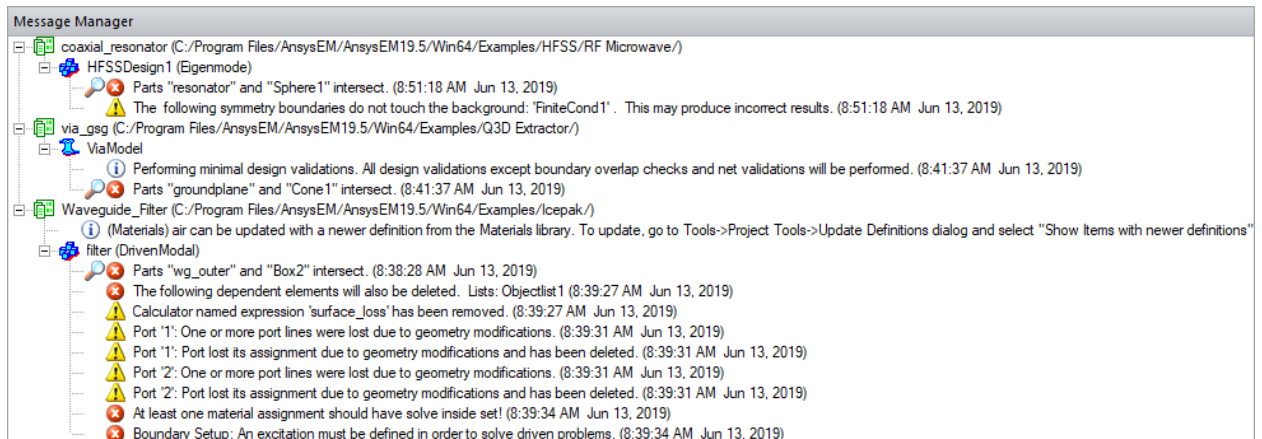 Message Manager
coaxial_resonator (C:/Program Files/AnsysEM/AnsysEM19.5/Win64/Examples/HFSS/RF Microwave/)
HFSSDesign1 (Eigenmode)
Parts "resonator" and "Sphere1" intersect. (8:51:18 AM Jun 13, 2019)
The following symmetry boundaries do not touch the background: 'FiniteCond1' . This may produce incorrect results. (8:51:18 AM Jun 13, 2019)
via_gsg (C:/Program Files/AnsysEM/AnsysEM19.5/Win64/Examples/Q3D Extractor/)
ViaModel
Performing minimal design validations. All design validations except boundary overlap checks and net validations will be performed. (8:41:37 AM Jun 13, 2019)
Parts "groundplane" and "Cone1" intersect. (8:41:37 AM Jun 13, 2019)
Waveguide_Filter (C:/Program Files/AnsysEM/AnsysEM19.5/Win64/Examples/Icepak/)
(Materials) air can be updated with a newer definition from the Materials library. To update, go to Tools->Project Tools->Update Definitions dialog and select "Show Items with newer definitions"
filter (DrivenModal)
Parts "wg_outer" and "Box2" intersect. (8:38:28 AM Jun 13, 2019)
The following dependent elements will also be deleted. Lists: Objectlist1 (8:39:27 AM Jun 13, 2019)
Calculator named expression 'surface_loss' has been removed. (8:39:27 AM Jun 13, 2019)
Port '1': One or more port lines were lost due to geometry modifications. (8:39:31 AM Jun 13, 2019)
Port '1': Port lost its assignment due to geometry modifications and has been deleted. (8:39:31 AM Jun 13, 2019)
Port '2': One or more port lines were lost due to geometry modifications. (8:39:31 AM Jun 13, 2019)
Port '2': Port lost its assignment due to geometry modifications and has been deleted. (8:39:31 AM Jun 13, 2019)
At least one material assignment should have solve inside set! (8:39:34 AM Jun 13, 2019)
Boundary Setup: An excitation must be defined in order to solve driven problems. (8:39:34 AM Jun 13, 2019)